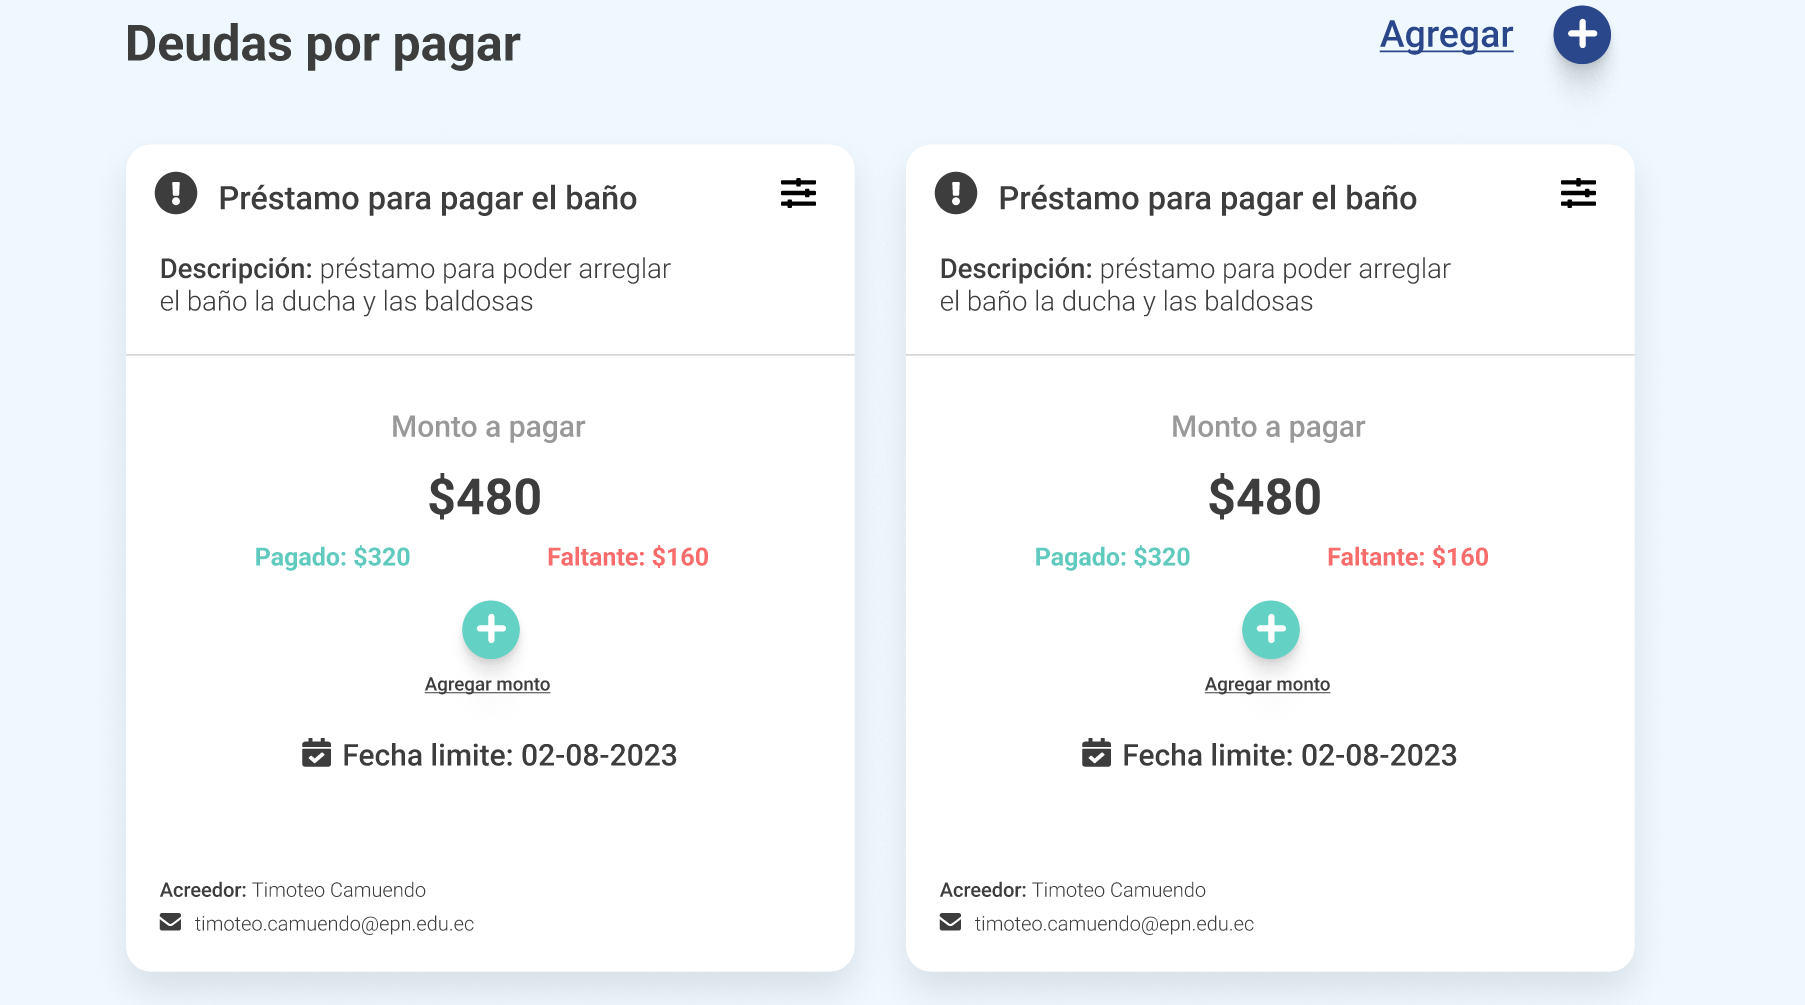 Deudas por pagar
Agregar
Préstamo para pagar el baño
Descripción: préstamo para poder arreglar
el baño la ducha y las baldosas
Monto a pagar
$480
Pagado: $320
Faltante: $160
Agregar monto
Fecha limite: 02-08-2023
Acreedor: Timoteo Camuendo
timoteo.camuendo@epn.edu.ec
Préstamo para pagar el baño
Descripción: préstamo para poder arreglar
el baño la ducha y las baldosas
Monto a pagar
$480
Pagado: $320
Faltante: $160
Agregar monto
Fecha limite: 02-08-2023
Acreedor: Timoteo Camuendo
timoteo.camuendo@epn.edu.ec